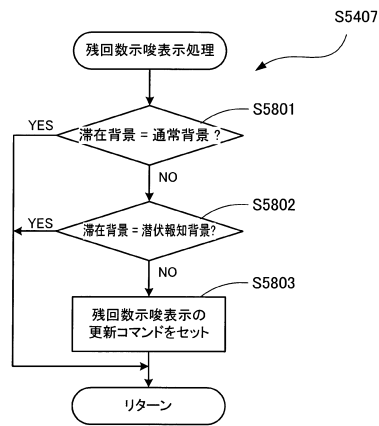 S5407
残回数示唆表示処理
S5801
YES
滞在背景 = 通常背景 ?
NO
S5802
YES
滞在背景 = 潜伏報知背景?
NO
S5803
残回数示唆表示の
更新コマンドをセット
リターン